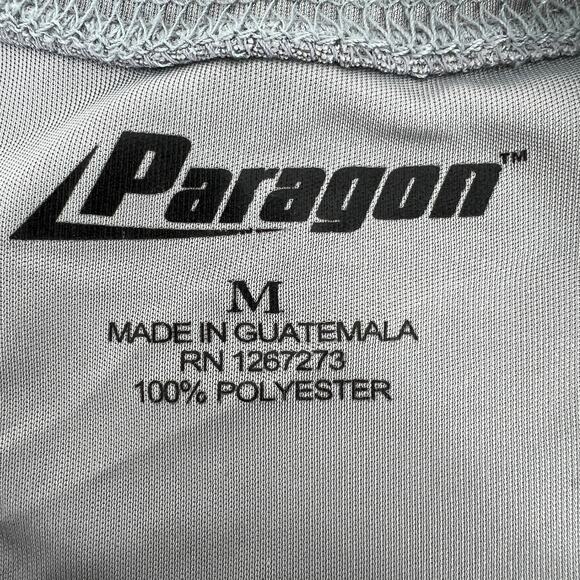 Paragon™
M
MADE IN GUATEMALA
RN 1267273
100% POLYESTER